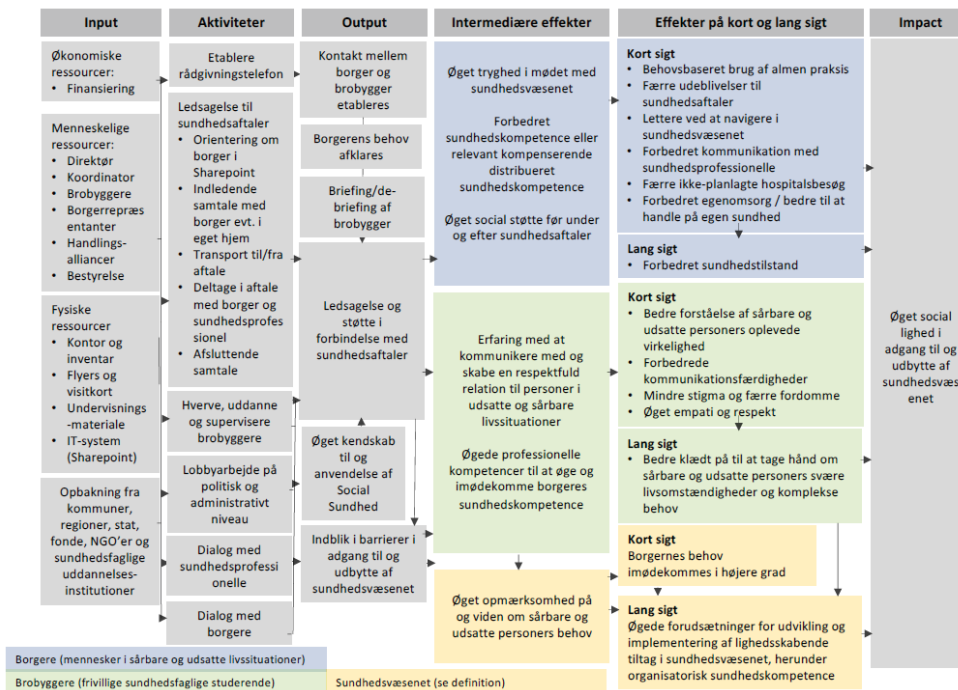 Input
Økonomiske
ressourcer:
• Finansiering
Menneskelige
ressourcer:
• Direktør
• Koordinator
• Brobyggere
• Borgerrepræs
entanter
• Handlings-
alliancer
• Bestyrelse
Fysiske
ressourcer
• Kontor og
inventar
• Flyers og
visitkort
• Undervisnings
-materiale
• IT-system
(Sharepoint)
Opbakning fra
kommuner,
regioner, stat,
fonde, NGO'er og
sundhedsfaglige
uddannelses-
institutioner
Aktiviteter
Etablere
rådgivningstelefon
Ledsagelse til
sundhedsaftaler
• Orientering om
borger i
Sharepoint
• Indledende
samtale med
borger evt. i
eget hjem
• Transport til/fra
aftale
• Deltage i aftale
med borger og
sundhedsprofes
sionel
• Afsluttende
samtale
Hverve, uddanne
og supervisere
brobyggere
Lobbyarbejde på
politisk og
administrativt
niveau
Dialog med
sundhedsprofessi
onelle
Dialog med
borgere
Output
Kontakt mellem
borger og
brobygger
etableres
Borgerens behov
afklares
Briefing/de-
briefing af
brobygger
Ledsagelse og
støtte i
forbindelse med
sundhedsaftaler
Øget kendskab
til og
anvendelse af
Social
Sundhed
Indblik i barrierer i
adgang til og
udbytte af
sundhedsvæsenet
Intermediære effekter
Øget tryghed i mødet med
sundhedsvæsenet
Forbedret
sundhedskompetence eller
relevant kompenserende
distribueret
sundhedskompetence
Øget social støtte før under
og efter sundhedsaftaler
Erfaring med at
kommunikere med og
skabe en respektfuld
relation til personer i
udsatte og sårbare
livssituationer
Øgede professionelle
kompetencer til at øge og
imødekomme borgeres
sundhedskompetence
Øget opmærksomhed på
og viden om sårbare og
udsatte personers behov
Effekter på kort og lang sigt
Kort sigt
• Behovsbaseret brug af almen praksis
• Færre udeblivelser til
sundhedsaftaler
• Lettere ved at navigere i
sundhedsvæsenet
• Forbedret kommunikation med
sundhedsprofessionelle
• Færre ikke-planlagte hospitalsbesøg
• Forbedret egenomsorg / bedre til at
handle på egen sundhed
Lang sigt
• Forbedret sundhedstilstand
Kort sigt
• Bedre forståelse af sårbare og
udsatte personers oplevede
virkelighed
• Forbedrede
kommunikationsfærdigheder
• Mindre stigma og færre fordomme
• Øget empati og respekt
Lang sigt
• Bedre klædt på til at tage hånd om
sårbare og udsatte personers svære
livsomstændigheder og komplekse
behov
Kort sigt
Borgernes behov
imødekommes i højere grad
Lang sigt
Øgede forudsætninger for udvikling og
implementering af lighedsskabende
tiltag i sundhedsvæsenet, herunder
organisatorisk sundhedskompetence
Impact
Øget social
lighed i
adgang til og
udbytte af
sundhedsvæs
enet
Borgere (mennesker i sårbare og udsatte livssituationer)
Brobyggere (frivillige sundhedsfaglige studerende)
Sundhedsvæsenet (se definition)